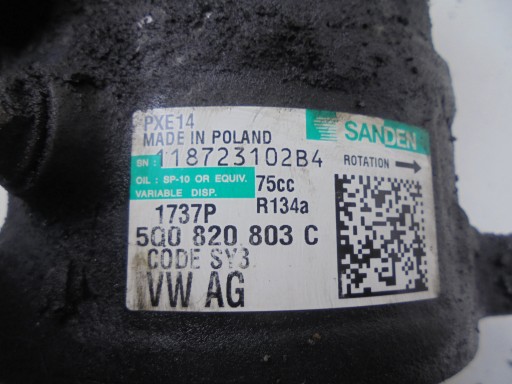 PXE14
MADE IN POLAND
SANDEN
SN: 118723102B4
ROTATION
OIL : SP-10 OR EQUIV. 75cc
VARIABLE DISP. R134a
1737P
5Q0 820 803 C
CODE SY3
VW AG